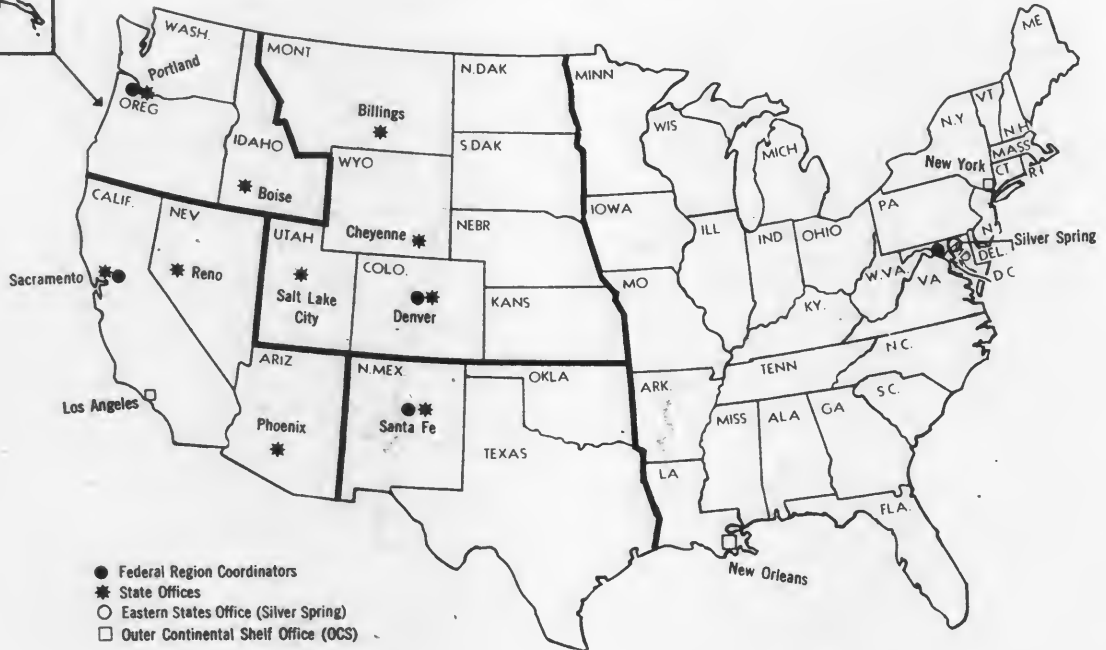 WASH.
Portland
OREG
MONT
Billings
IDAHO
Boise
WYO
Cheyenne
N.DAK
S DAK
NEBR
KANS
MINN
WIS
MICH
IOWA
ILL
IND
OHIO
MO
KY.
W.VA.
VA
PA
N.Y
New York
VT
N H
ME
MASS
CT
R I
N J
Silver Spring
DEL.
D C
CALIF.
NEV
Sacramento
Reno
UTAH
Salt Lake
City
COLO.
Denver
Los Angeles
ARIZ
Phoenix
N.MEX.
Santa Fe
OKLA
TEXAS
ARK.
LA
TENN
N C.
S C.
MISS
ALA
GA
FLA.
New Orleans
Federal Region Coordinators
State Offices
Eastern States Office (Silver Spring)
Outer Continental Shelf Office (OCS)